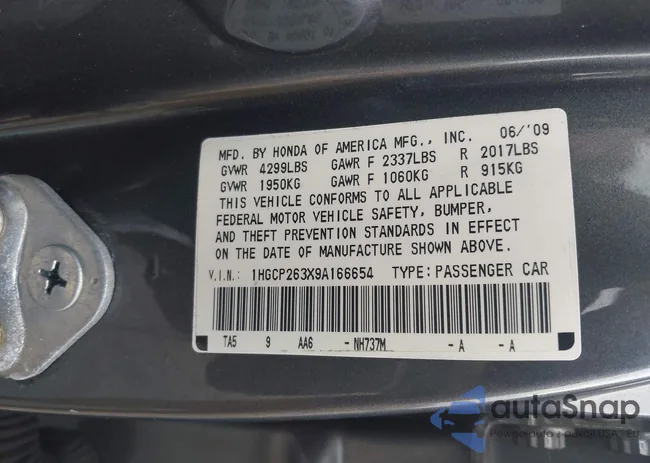 MFD. BY HONDA OF AMERICA MFG., INC. 06/'09
GVWR 4299LBS GAWR F 2337LBS R 2017LBS
GVWR 1950KG GAWR F 1060KG R 915KG
THIS VEHICLE CONFORMS TO ALL APPLICABLE
FEDERAL MOTOR VEHICLE SAFETY, BUMPER,
AND THEFT PREVENTION STANDARDS IN EFFECT
ON THE DATE OF MANUFACTURE SHOWN ABOVE.
V.I.N.: 1HGCP263X9A166654 TYPE: PASSENGER CAR
TA5 9 AA6 -NH737M -A -A
autoSnap